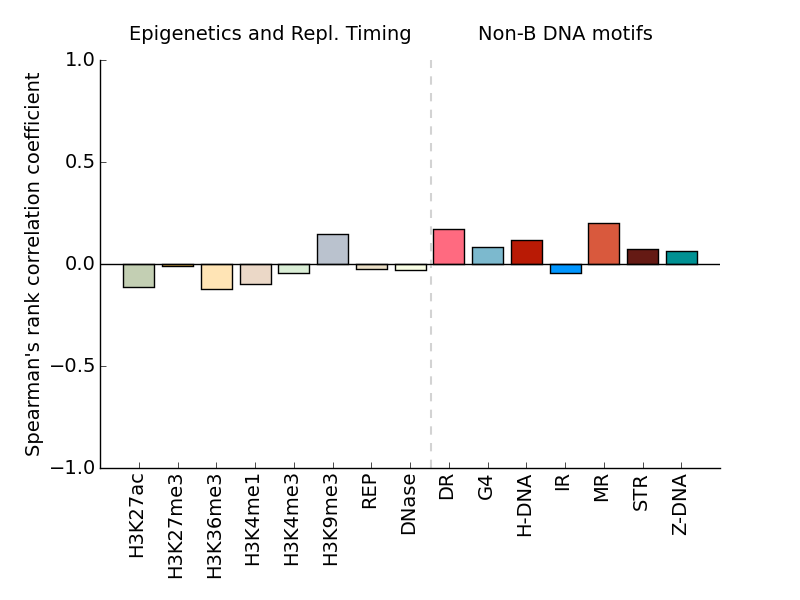 Epigenetics and Repl. Timing
Non-B DNA motifs
Spearman's rank correlation coefficient
1.0
0.5
0.0
−0.5
−1.0
H3K27ac
H3K27me3
H3K36me3
H3K4me1
H3K4me3
H3K9me3
REP
DNase
DR
G4
H-DNA
IR
MR
STR
Z-DNA